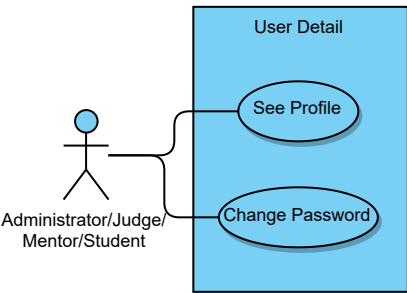 User Detail
See Profile
Change Password
Administrator/Judge/
Mentor/Student